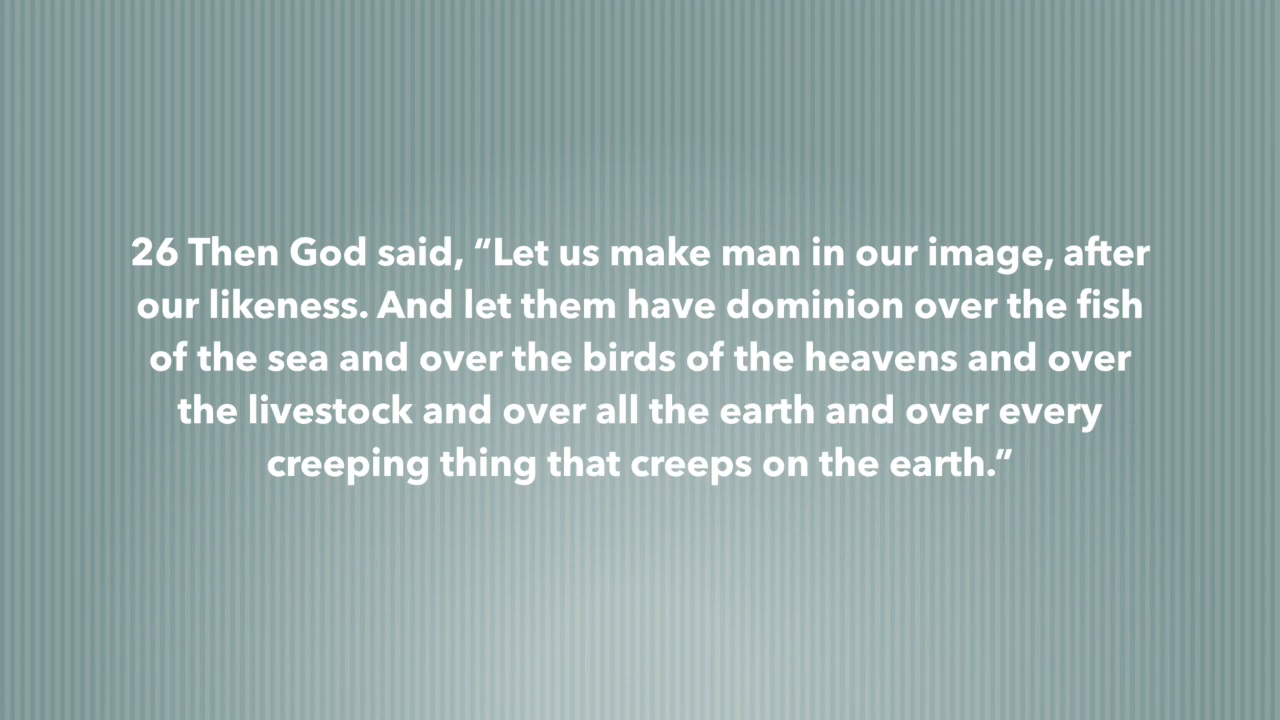 26 Then God said, “Let us make man in our image, after
our likeness. And let them have dominion over the fish
of the sea and over the birds of the heavens and over
the livestock and over all the earth and over every
creeping thing that creeps on the earth.”